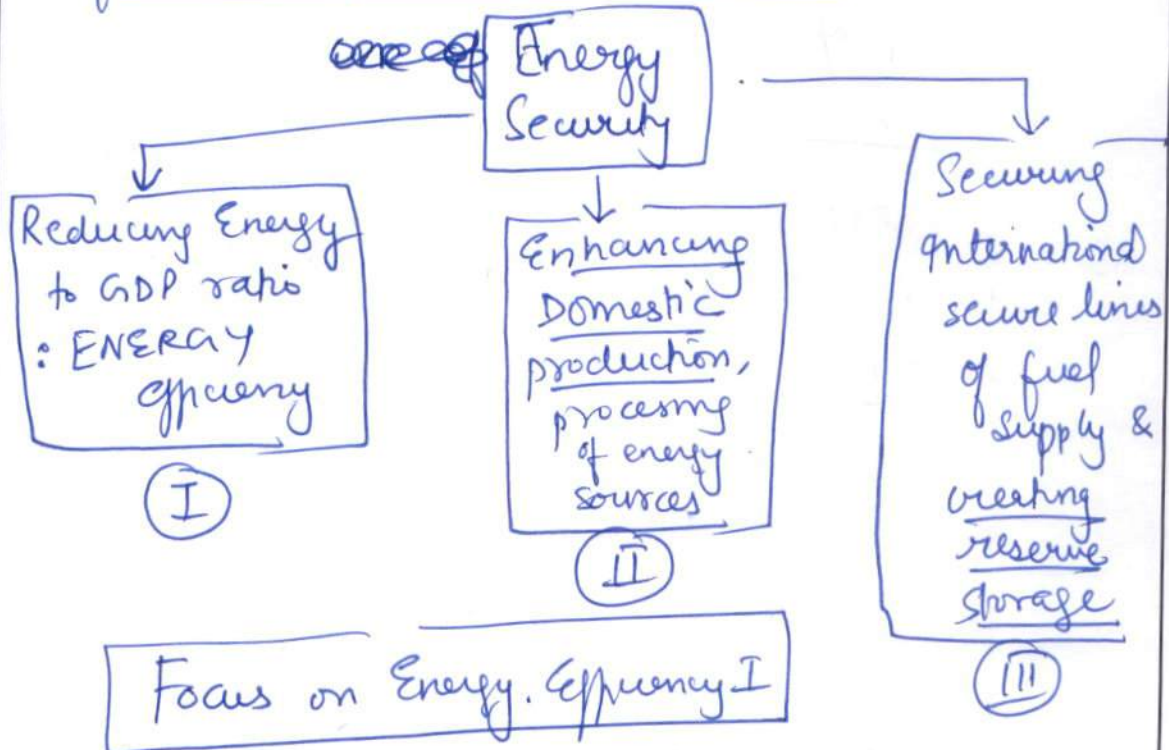 Energy
Security
Reducing Energy
to GDP ratio
: ENERGY
Efficiency
I
Enhancing
Domestic
production,
processing
of energy
sources
II
Securing
international
secure lines
of fuel
supply &
creating
reserve
storage
III
Focus on Energy. Efficiency I